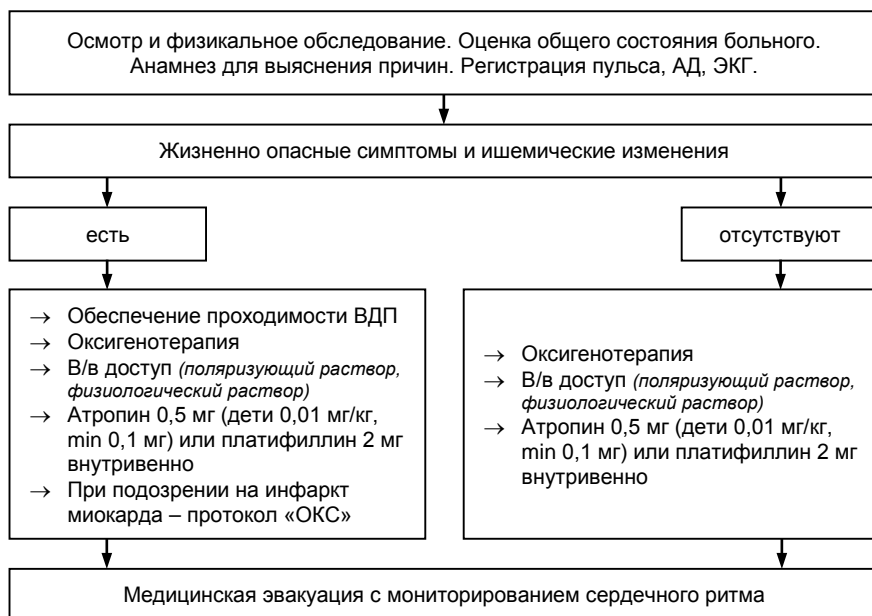 Осмотр и физикальное обследование. Оценка общего состояния больного.
Анамнез для выяснения причин. Регистрация пульса, АД, ЭКГ.
Жизненно опасные симптомы и ишемические изменения
есть
отсутствуют
→ Обеспечение проходимости ВДП
→ Оксигенотерапия
→ В/в доступ (поляризующий раствор,
физиологический раствор)
→ Атропин 0,5 мг (дети 0,01 мг/кг,
min 0,1 мг) или платифиллин 2 мг
внутривенно
→ При подозрении на инфаркт
миокарда – протокол «ОКС»
→ Оксигенотерапия
→ В/в доступ (поляризующий раствор,
физиологический раствор)
→ Атропин 0,5 мг (дети 0,01 мг/кг,
min 0,1 мг) или платифиллин 2 мг
внутривенно
Медицинская эвакуация с мониторированием сердечного ритма